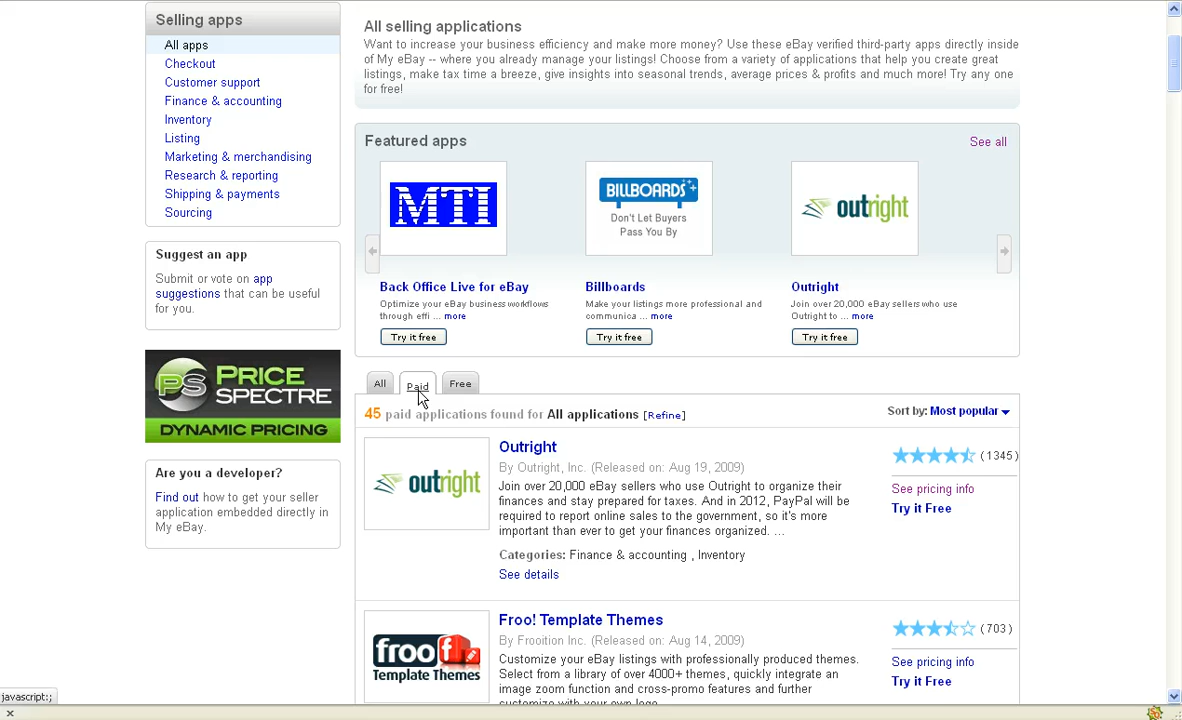 Selling apps
All apps
Checkout
Customer support
Finance & accounting
Inventory
Listing
Marketing & merchandising
Research & reporting
Shipping & payments
Sourcing
Suggest an app
Submit or vote on app
suggestions that can be useful
for you.
PS PRICE
SPECTRE
DYNAMIC PRICING
Are you a developer?
Find out how to get your seller
application embedded directly in
My eBay.
All selling applications
Want to increase your business efficiency and make more money? Use these eBay verified third-party apps directly inside
of My eBay -- where you already manage your listings! Choose from a variety of applications that help you create great
listings, make tax time a breeze, give insights into seasonal trends, average prices & profits and much more! Try any one
for free!
Featured apps
See all
MTI
Back Office Live for eBay
Optimize your eBay business workflows
through effi ... more
Try it free
BILLBOARDS
Don't Let Buyers
Pass You By
Billboards
Make your listings more professional and
communica ... more
Try it free
outright
Outright
Join over 20,000 eBay sellers who use
Outright to ... more
Try it free
All Paid Free
45 paid applications found for All applications [Refine]
Sort by: Most popular
outright
Outright
By Outright, Inc. (Released on: Aug 19, 2009)
Join over 20,000 eBay sellers who use Outright to organize their
finances and stay prepared for taxes. And in 2012, PayPal will be
required to report online sales to the government, so it's more
important than ever to get your finances organized. ...
Categories: Finance & accounting , Inventory
See details
(1345)
See pricing info
Try it Free
froo f
Template Themes
Froo! Template Themes
By Frooition Inc. (Released on: Aug 14, 2009)
Customize your eBay listings with professionally produced themes.
Select from a library of over 4000+ themes, quickly integrate an
image zoom function and cross-promo features and further
customize with your own logo.
(703)
See pricing info
Try it Free
javascript:;